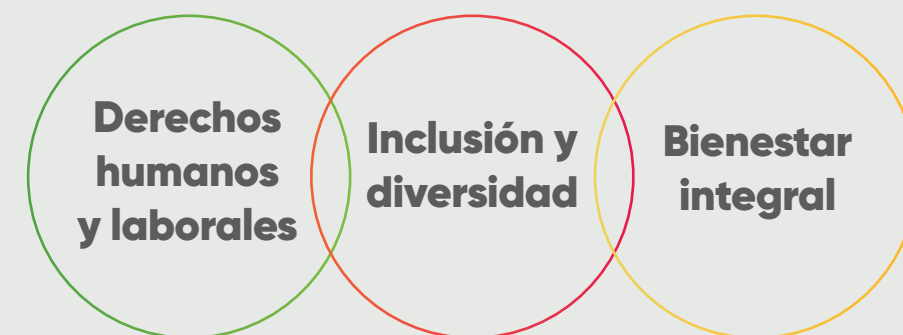 Derechos
humanos
y laborales
Inclusión y
diversidad
Bienestar
integral